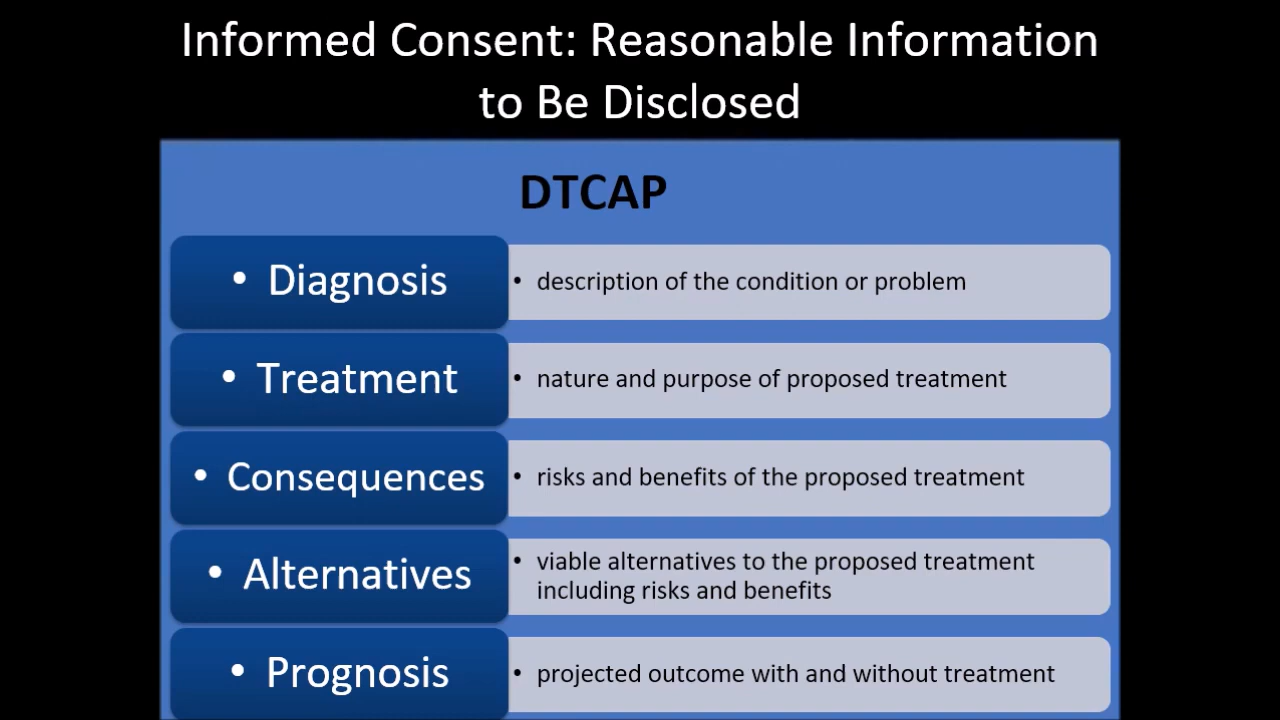 Informed Consent: Reasonable Information
to Be Disclosed
DTCAP
• Diagnosis
• description of the condition or problem
• Treatment
• nature and purpose of proposed treatment
• Consequences
• risks and benefits of the proposed treatment
• Alternatives
• viable alternatives to the proposed treatment
including risks and benefits
• Prognosis
• projected outcome with and without treatment